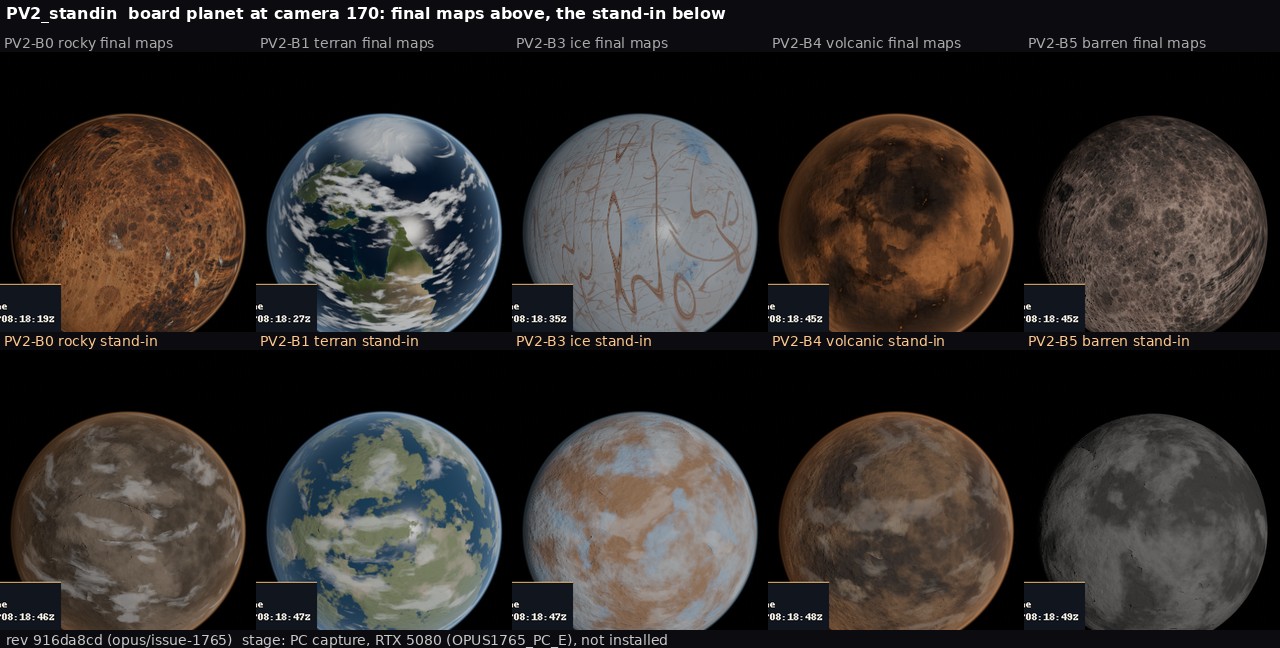 PV2_standin  board planet at camera 170: final maps above, the stand-in below
PV2-B0 rocky final maps
PV2-B1 terran final maps
PV2-B3 ice final maps
PV2-B4 volcanic final maps
PV2-B5 barren final maps
08:18:19z
08:18:27z
08:18:35z
08:18:45z
08:18:45z
PV2-B0 rocky stand-in
PV2-B1 terran stand-in
PV2-B3 ice stand-in
PV2-B4 volcanic stand-in
PV2-B5 barren stand-in
08:18:46z
08:18:47z
08:18:47z
08:18:48z
08:18:49z
rev 916da8cd (opus/issue-1765)  stage: PC capture, RTX 5080 (OPUS1765_PC_E), not installed